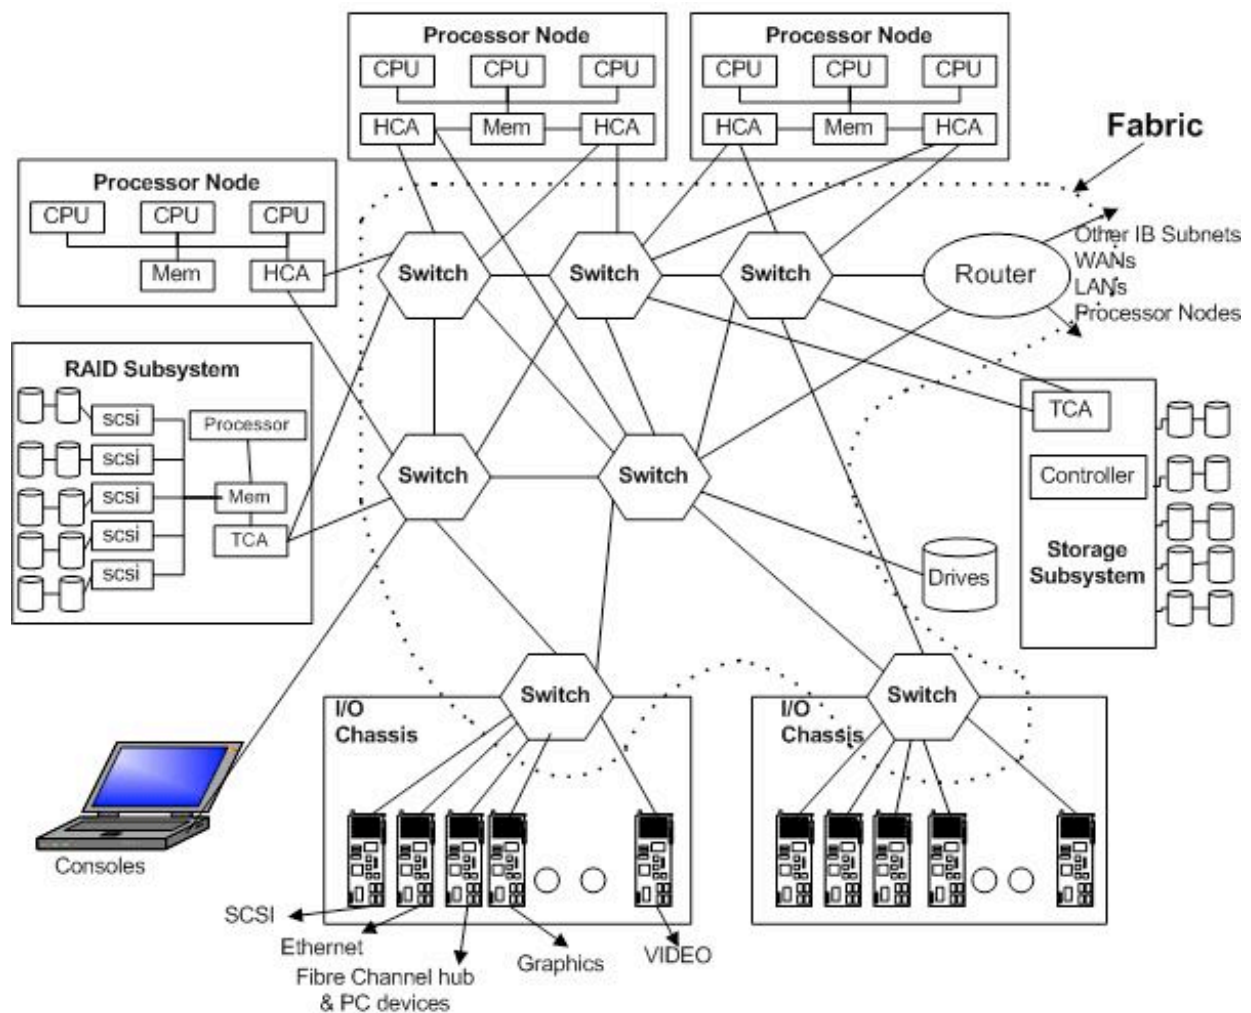 Processor Node
CPU CPU CPU
HCA Mem HCA
Processor Node
CPU CPU CPU
HCA Mem HCA
Fabric
Processor Node
CPU CPU CPU
Mem HCA
Switch
Switch
Switch
Router
Other IB Subnets
WANs
LANs
Processor Nodes
RAID Subsystem
scsi
scsi
scsi
scsi
scsi
Processor
Mem
TCA
Switch
Switch
TCA
Controller
Storage
Subsystem
Drives
Switch
I/O
Chassis
Switch
I/O
Chassis
Consoles
SCSI
Ethernet
Fibre Channel hub
& PC devices
Graphics
VIDEO